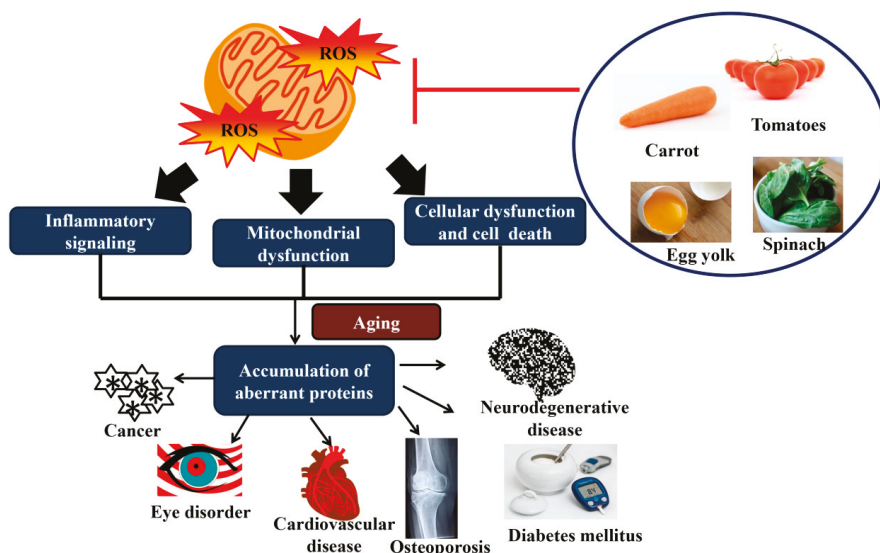 ROS
ROS
Carrot
Tomatoes
Egg yolk
Spinach
Inflammatory
signaling
Mitochondrial
dysfunction
Cellular dysfunction
and cell death
Aging
Accumulation of
aberrant proteins
Cancer
Neurodegenerative
disease
Eye disorder
Cardiovascular
disease
Osteoporosis
Diabetes mellitus